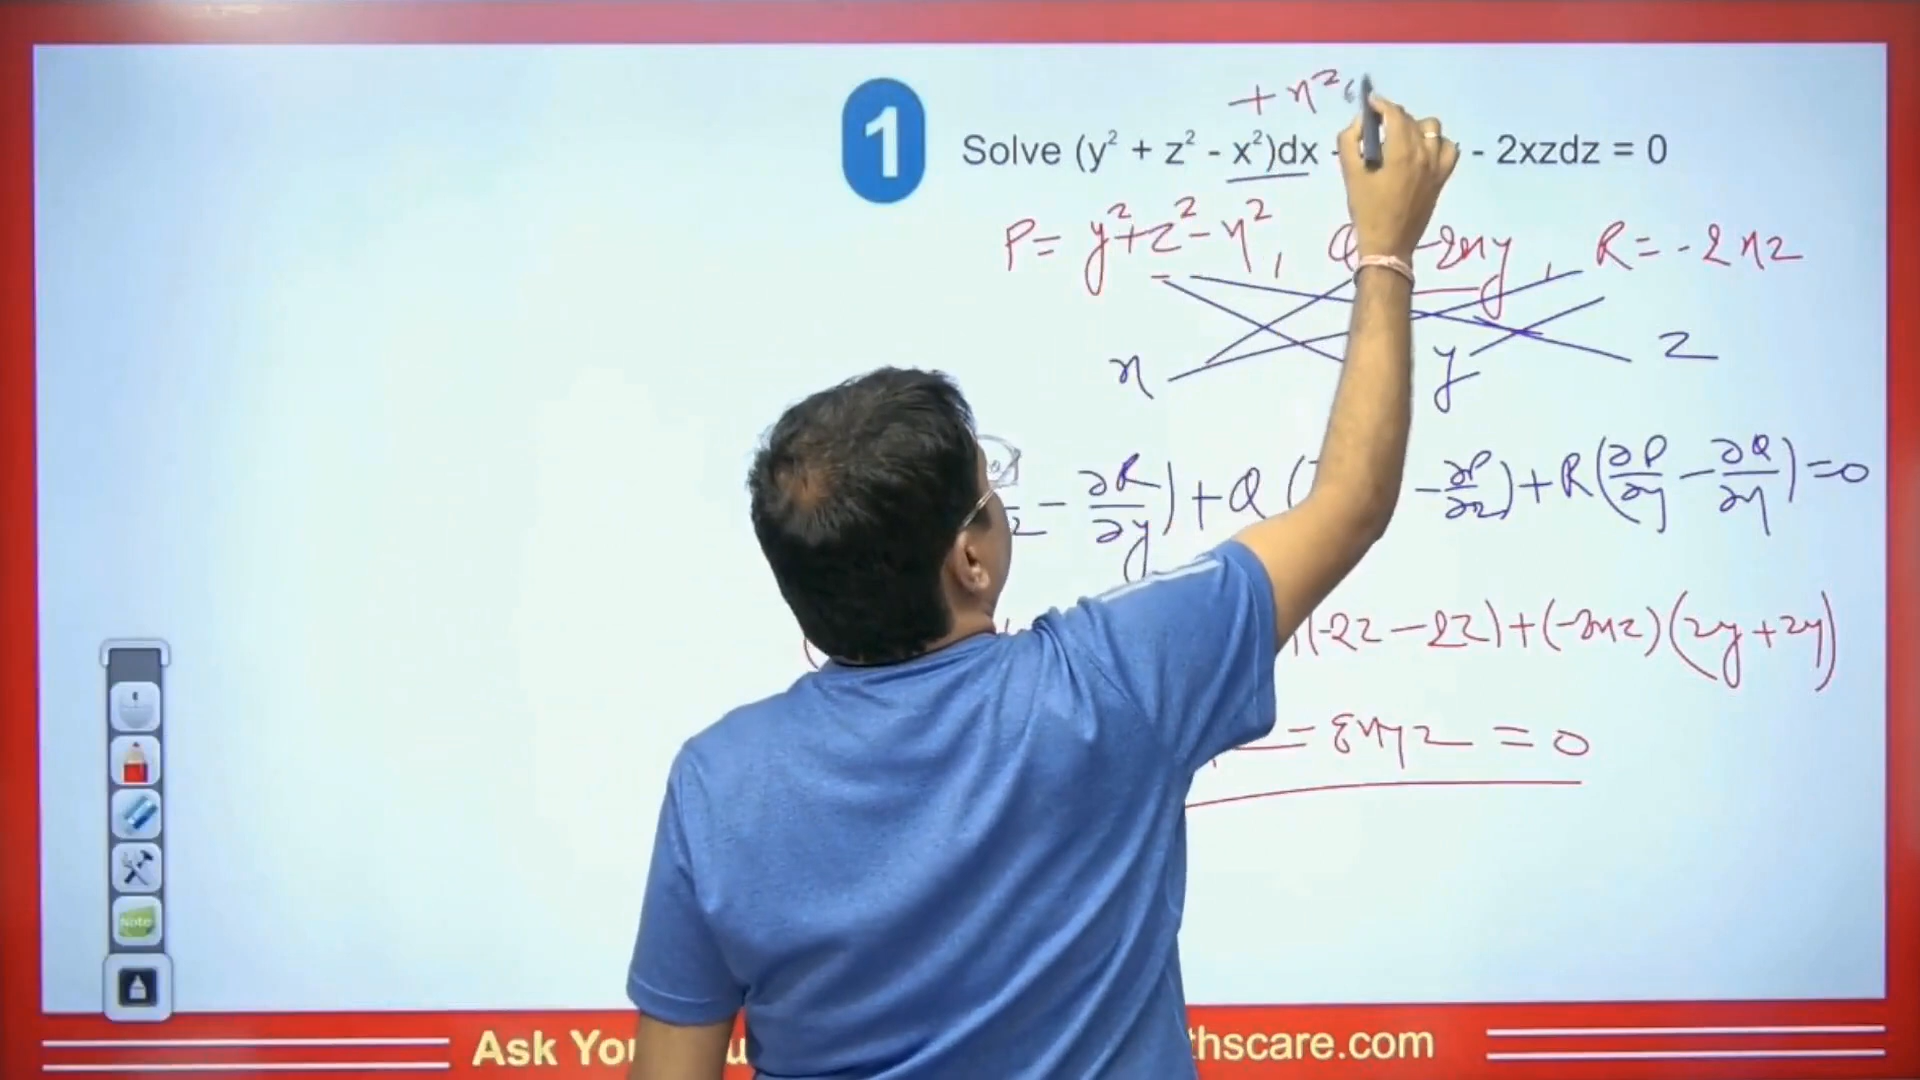 + x²
1 Solve (y² + z² - x²)dx - - 2xzdz = 0
P = y² + z² - x², Q -2xy, R = -2xz
x y z
- ∂R/∂y) + Q ( - ∂P/∂z) + R(∂P/∂y - ∂Q/∂x) = 0
(-2z - 2z) + (-2xz)(2y + 2y)
= 8xyz = 0
Note
Ask You thscare.com